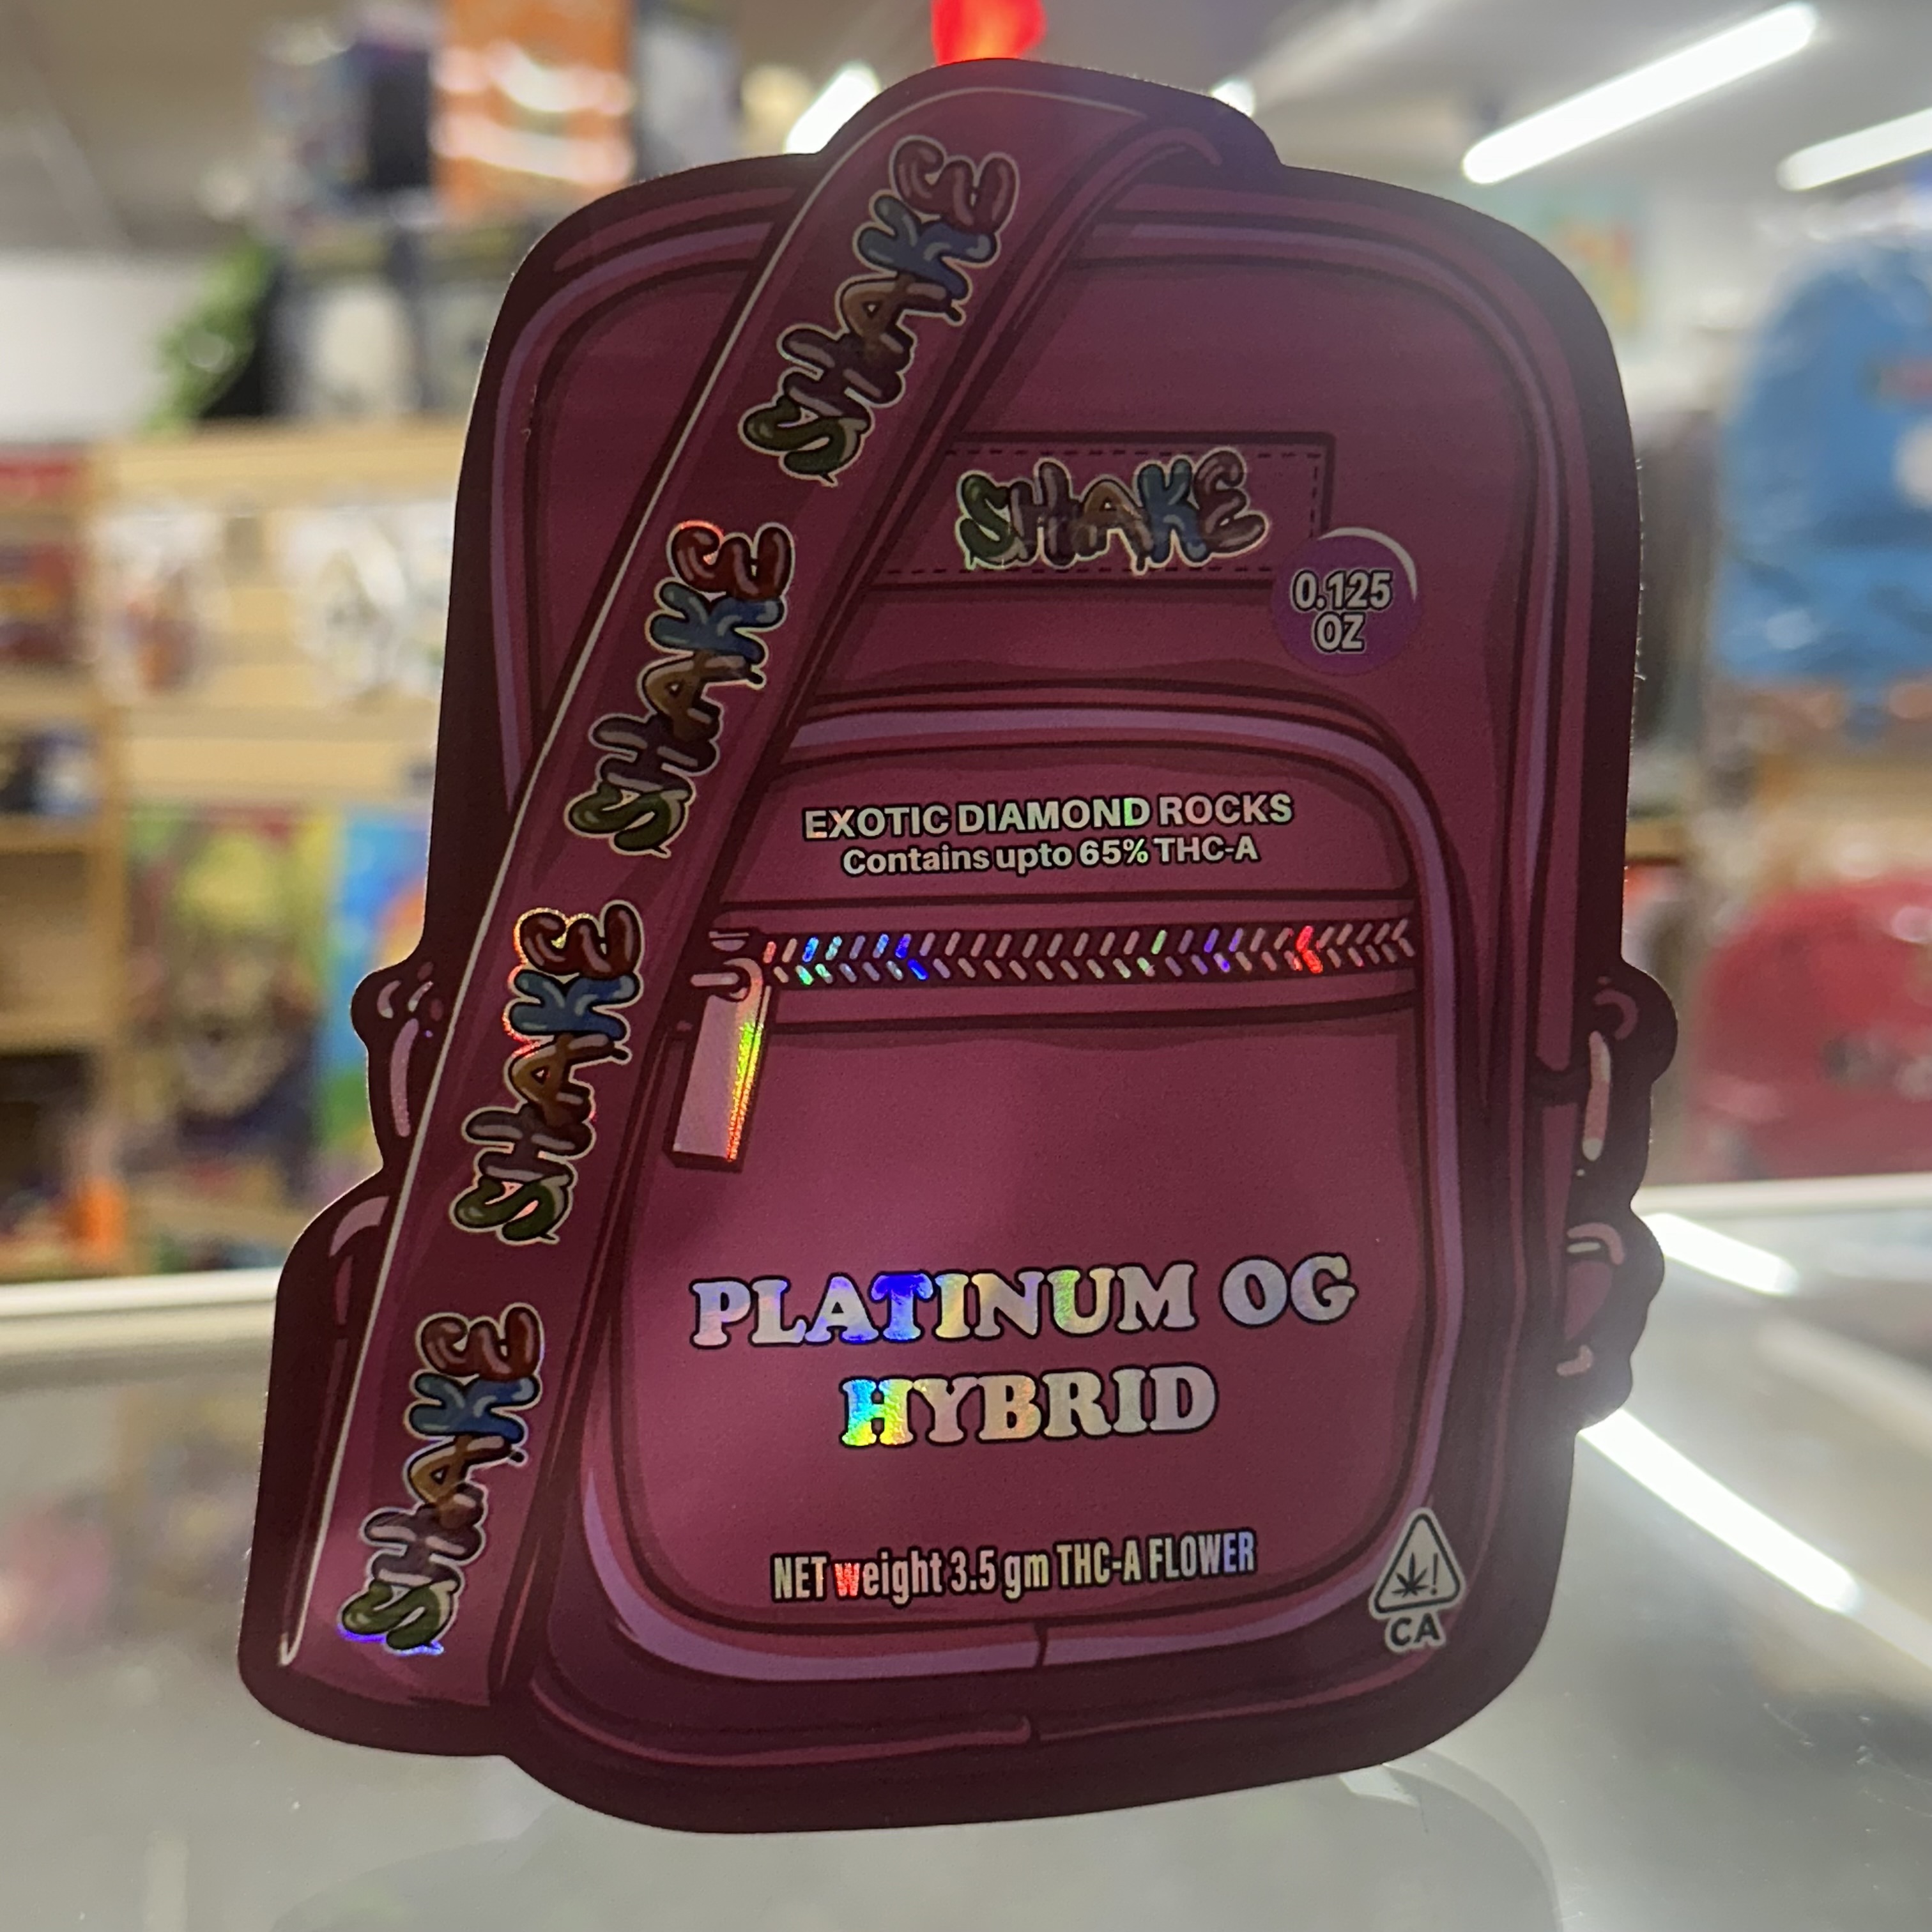 SHAKE
SHAKE
0.125
OZ
SHAKE
EXOTIC DIAMOND ROCKS
Contains upto 65% THC-A
SHAKE
PLATINUM OG
HYBRID
SHAKE
NET weight 3.5 gm THC-A FLOWER
CA